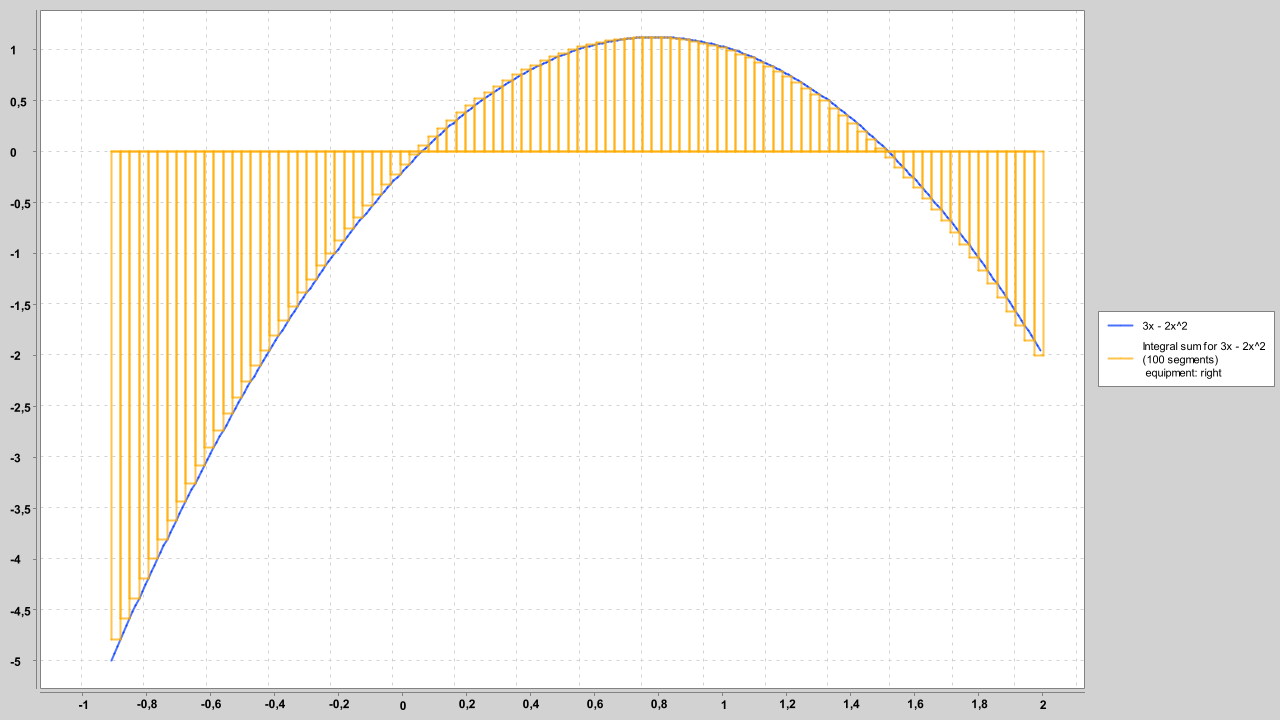 1
0,5
0
-0,5
-1
-1,5
-2
-2,5
-3
-3,5
-4
-4,5
-5
-1 -0,8 -0,6 -0,4 -0,2 0 0,2 0,4 0,6 0,8 1 1,2 1,4 1,6 1,8 2
3x - 2x^2
Integral sum for 3x - 2x^2
(100 segments)
equipment: right